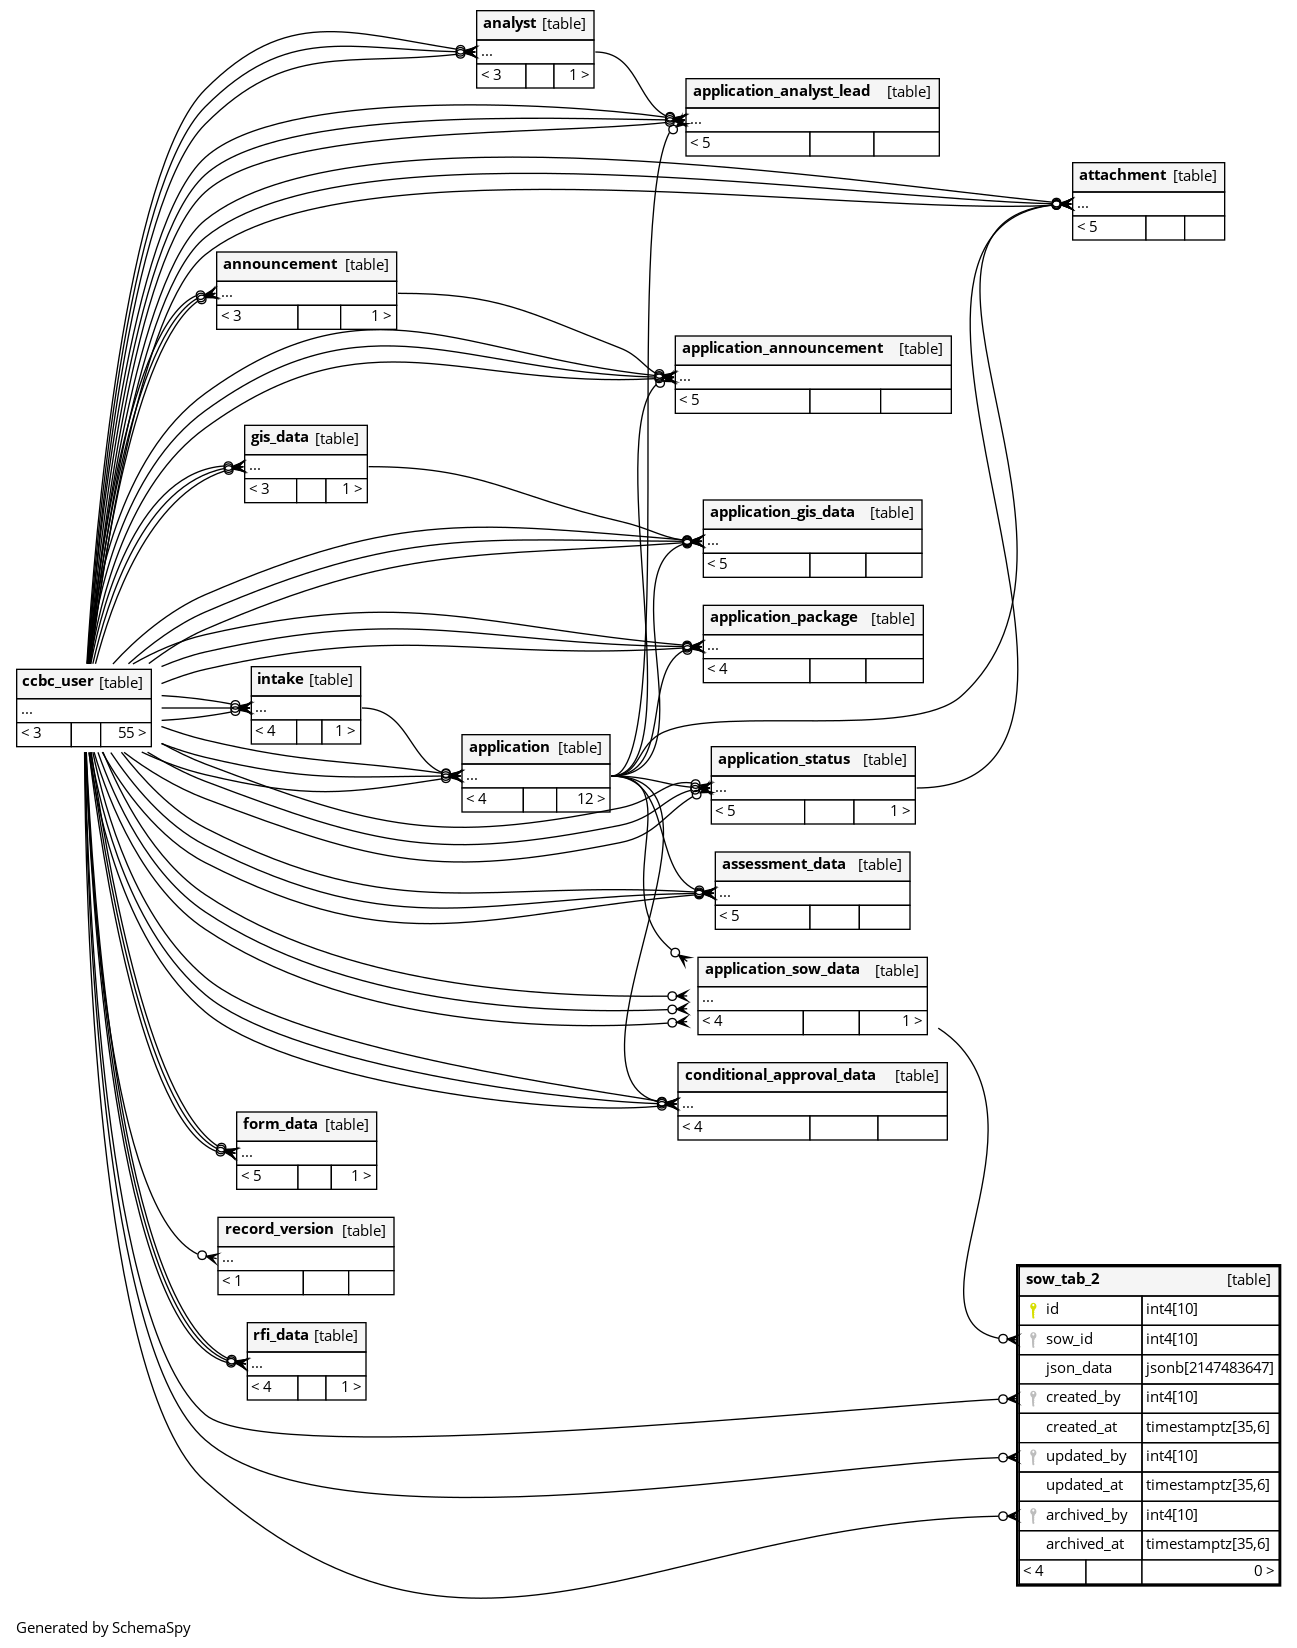 analyst [table]
...
< 3 1 >
application_analyst_lead [table]
...
< 5
attachment [table]
...
< 5
announcement [table]
...
< 3 1 >
application_announcement [table]
...
< 5
gis_data [table]
...
< 3 1 >
application_gis_data [table]
...
< 5
application_package [table]
...
< 4
ccbc_user [table]
...
< 3 55 >
intake [table]
...
< 4 1 >
application [table]
...
< 4 12 >
application_status [table]
...
< 5 1 >
assessment_data [table]
...
< 5
application_sow_data [table]
...
< 4 1 >
conditional_approval_data [table]
...
< 4
form_data [table]
...
< 5 1 >
record_version [table]
...
< 1
rfi_data [table]
...
< 4 1 >
sow_tab_2 [table]
id int4[10]
sow_id int4[10]
json_data jsonb[2147483647]
created_by int4[10]
created_at timestamptz[35,6]
updated_by int4[10]
updated_at timestamptz[35,6]
archived_by int4[10]
archived_at timestamptz[35,6]
< 4 0 >
Generated by SchemaSpy